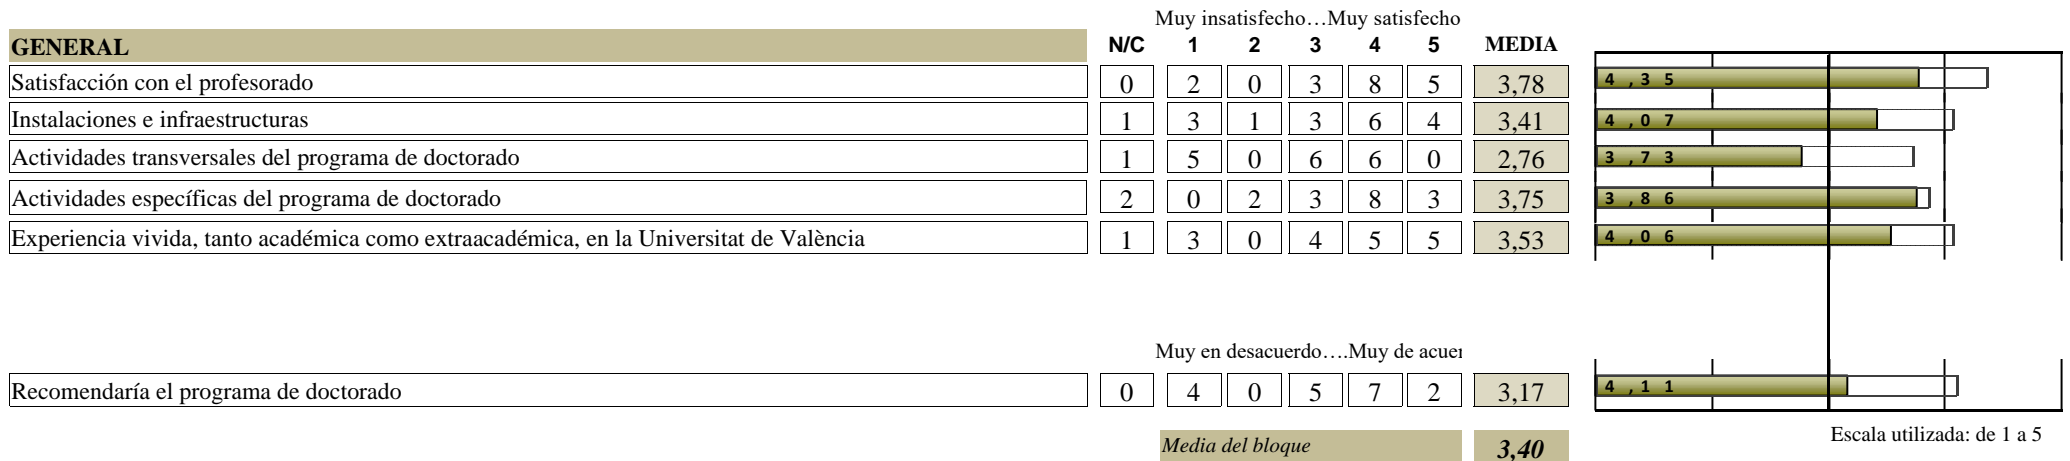 Muy insatisfecho…Muy satisfecho
GENERAL N/C 1 2 3 4 5 MEDIA
Satisfacción con el profesorado 0 2 0 3 8 5 3,78 4,35
Instalaciones e infraestructuras 1 3 1 3 6 4 3,41 4,07
Actividades transversales del programa de doctorado 1 5 0 6 6 0 2,76 3,73
Actividades específicas del programa de doctorado 2 0 2 3 8 3 3,75 3,86
Experiencia vivida, tanto académica como extraacadémica, en la Universitat de València 1 3 0 4 5 5 3,53 4,06
Muy en desacuerdo….Muy de acuer
Recomendaría el programa de doctorado 0 4 0 5 7 2 3,17 4,11
Media del bloque 3,40
Escala utilizada: de 1 a 5